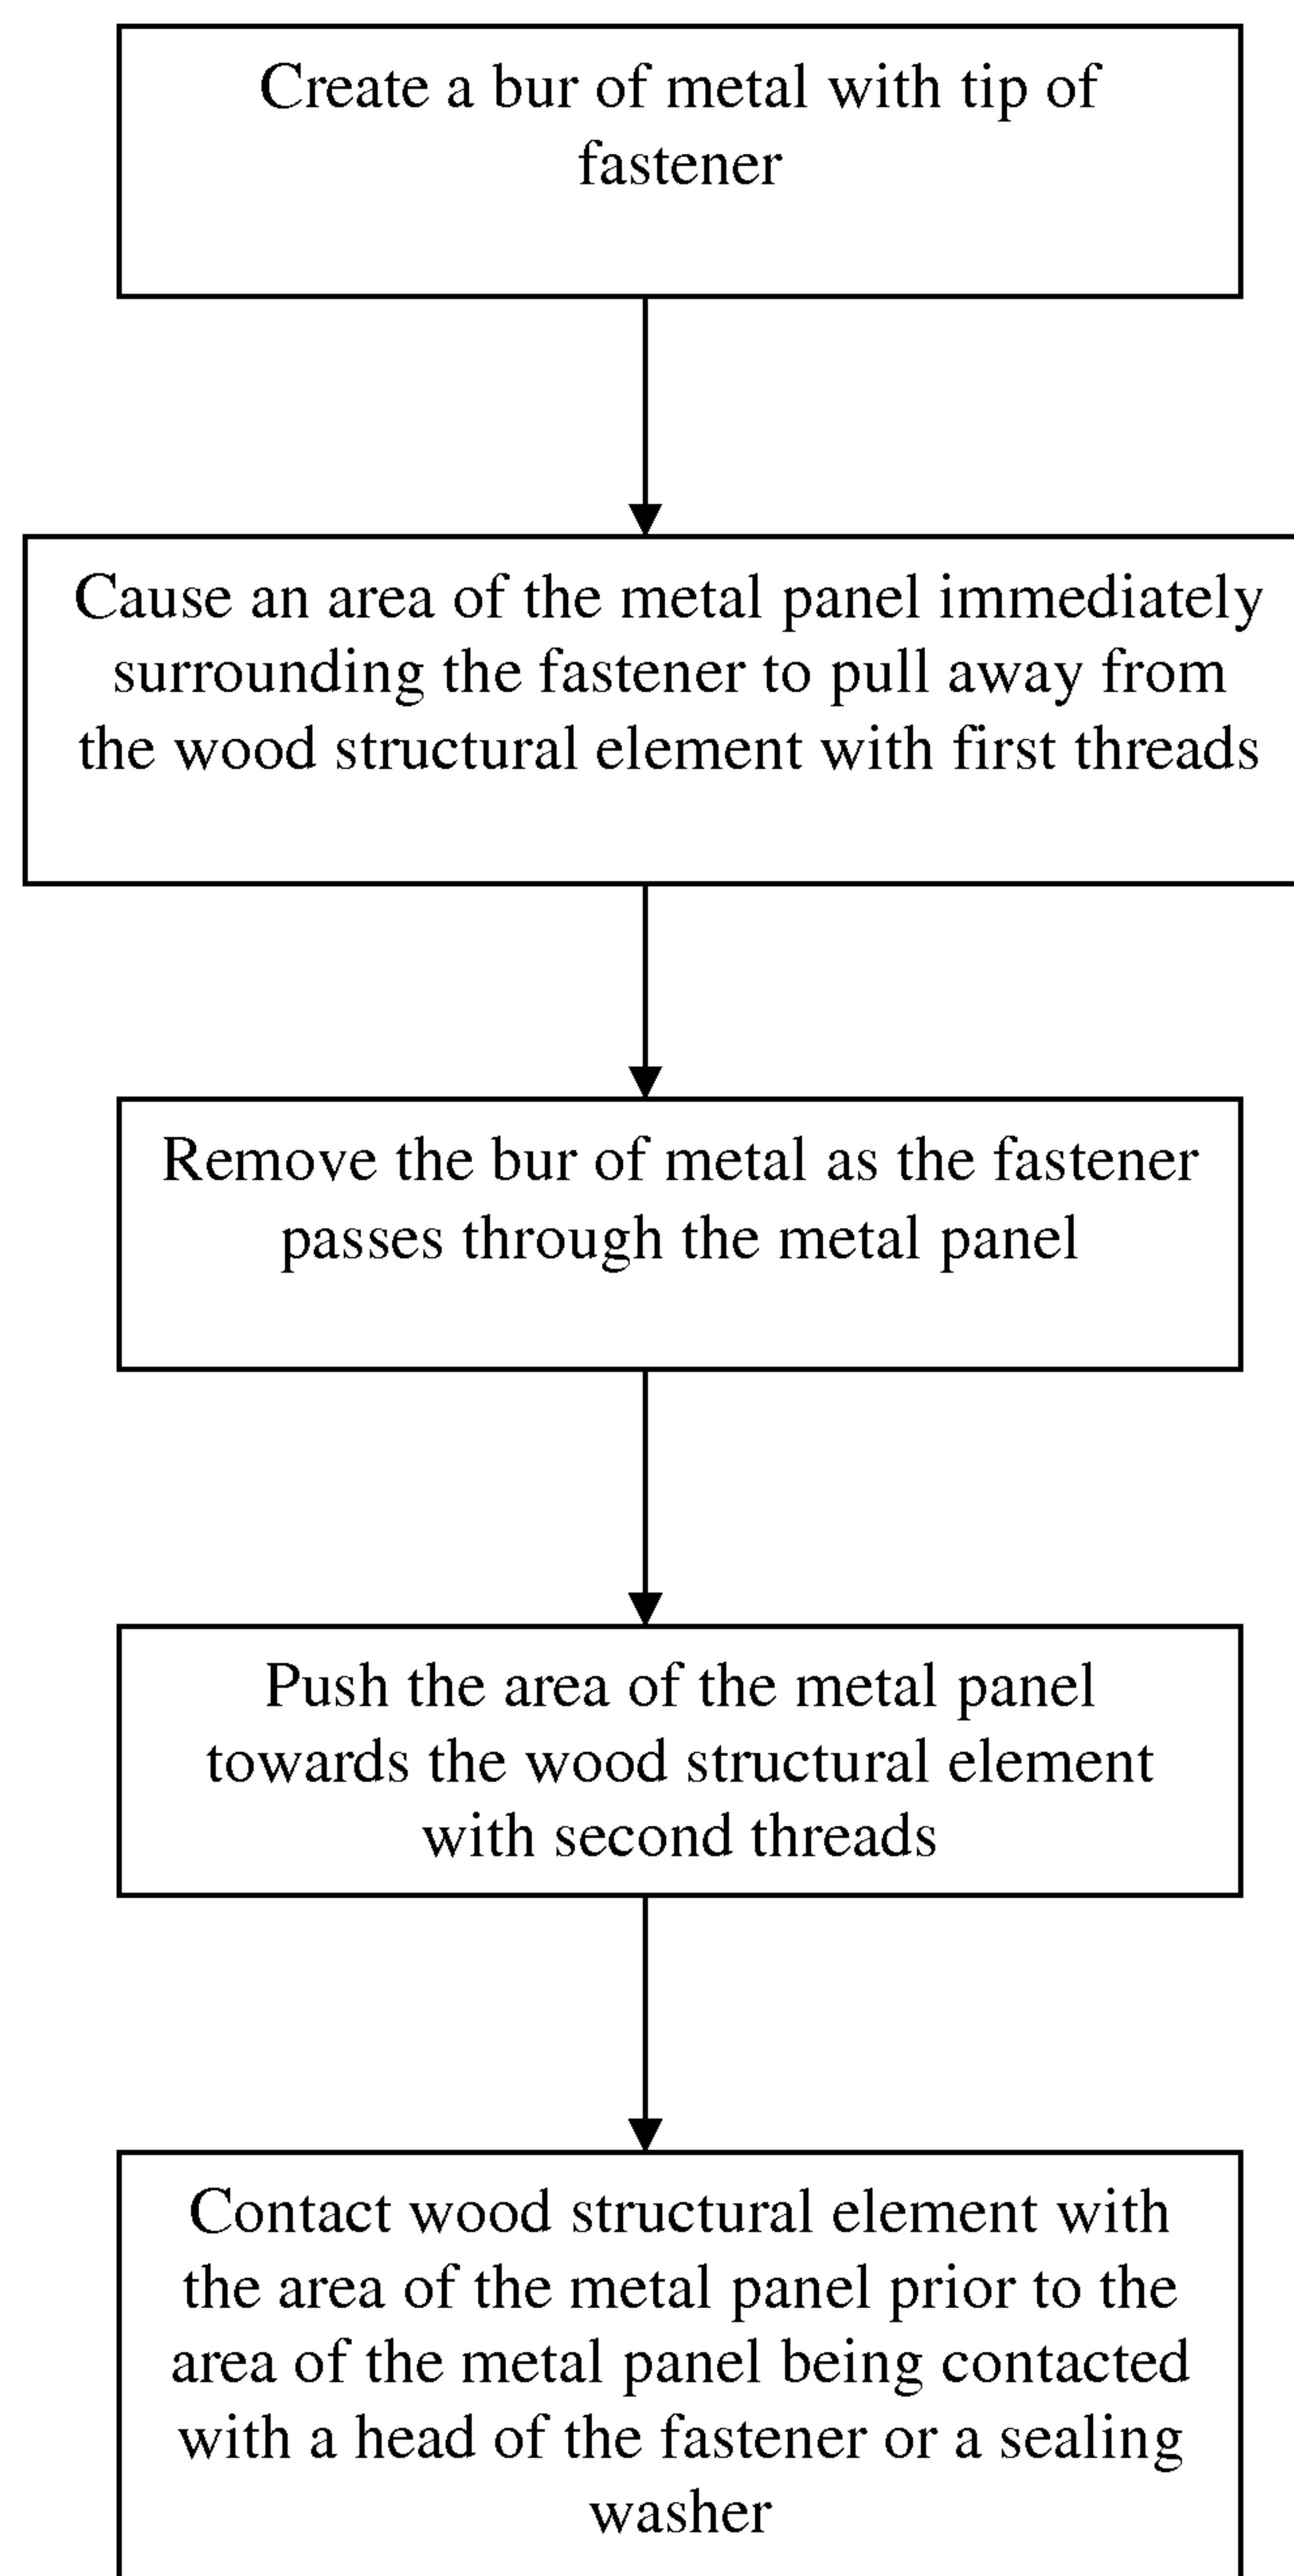 Create a bur of metal with tip of
fastener
Cause an area of the metal panel immediately
surrounding the fastener to pull away from
the wood structural element with first threads
Remove the bur of metal as the fastener
passes through the metal panel
Push the area of the metal panel
towards the wood structural element
with second threads
Contact wood structural element with
the area of the metal panel prior to the
area of the metal panel being contacted
with a head of the fastener or a sealing
washer